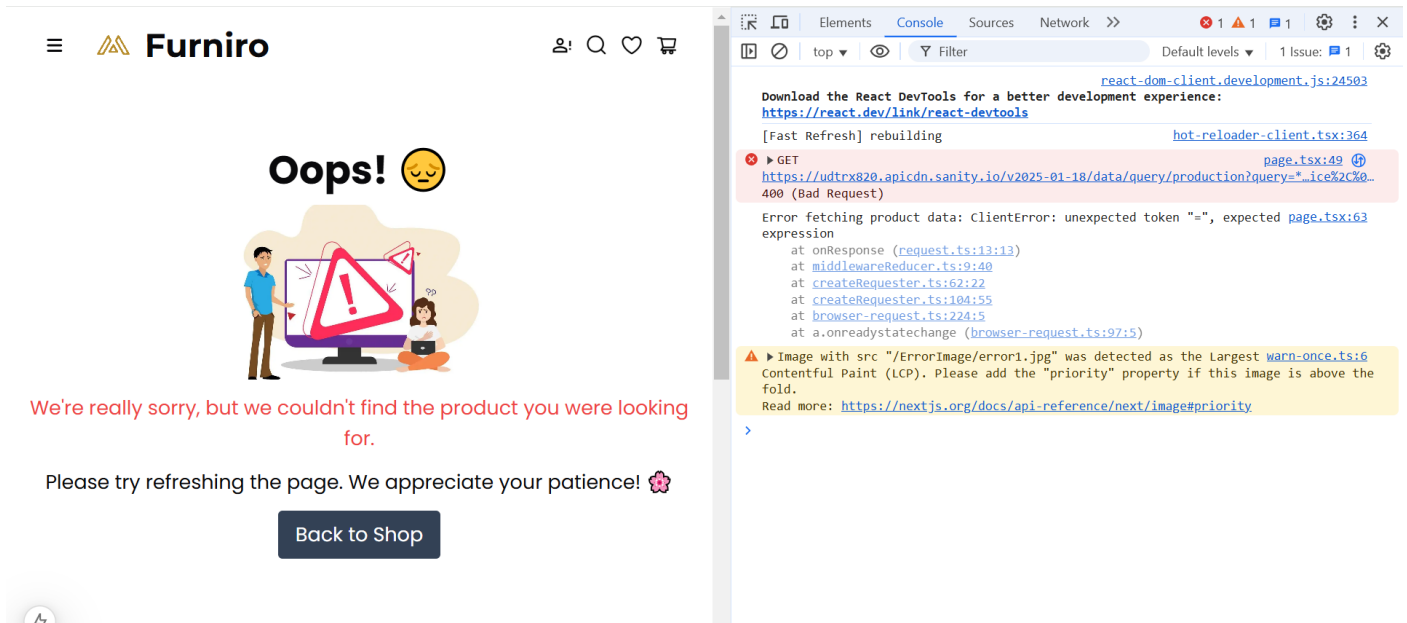 Furniro
Oops! 😔
We're really sorry, but we couldn't find the product you were looking
for.
Please try refreshing the page. We appreciate your patience! 🌸
Back to Shop
Elements Console Sources Network 1 1 1
top Filter Default levels 1 Issue: 1
react-dom-client.development.js:24503
Download the React DevTools for a better development experience:
https://react.dev/link/react-devtools
[Fast Refresh] rebuilding hot-reloader-client.tsx:364
GET page.tsx:49
https://udtrx820.apicdn.sanity.io/v2025-01-18/data/query/production?query=*…ice%2C%0…
400 (Bad Request)
Error fetching product data: ClientError: unexpected token "=", expected page.tsx:63
expression
at onResponse (request.ts:13:13)
at middlewareReducer.ts:9:40
at createRequester.ts:62:22
at createRequester.ts:104:55
at browser-request.ts:224:5
at a.onreadystatechange (browser-request.ts:97:5)
Image with src "/ErrorImage/error1.jpg" was detected as the Largest warn-once.ts:6
Contentful Paint (LCP). Please add the "priority" property if this image is above the
fold.
Read more: https://nextjs.org/docs/api-reference/next/image#priority